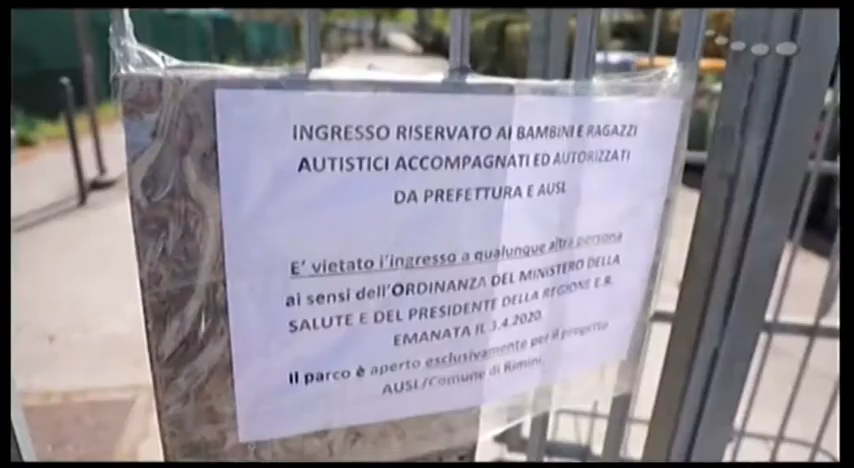 INGRESSO RISERVATO AI BAMBINI E RAGAZZI
AUTISTICI ACCOMPAGNATI ED AUTORIZZATI
DA PREFETTURA E AUSL
E' vietato l'ingresso a qualunque altra persona
ai sensi dell'ORDINANZA DEL MINISTERO DELLA
SALUTE E DEL PRESIDENTE DELLA REGIONE E.R.
EMANATA IL 3.4.2020.
Il parco è aperto esclusivamente per il progetto
AUSL/Comune di Rimini.